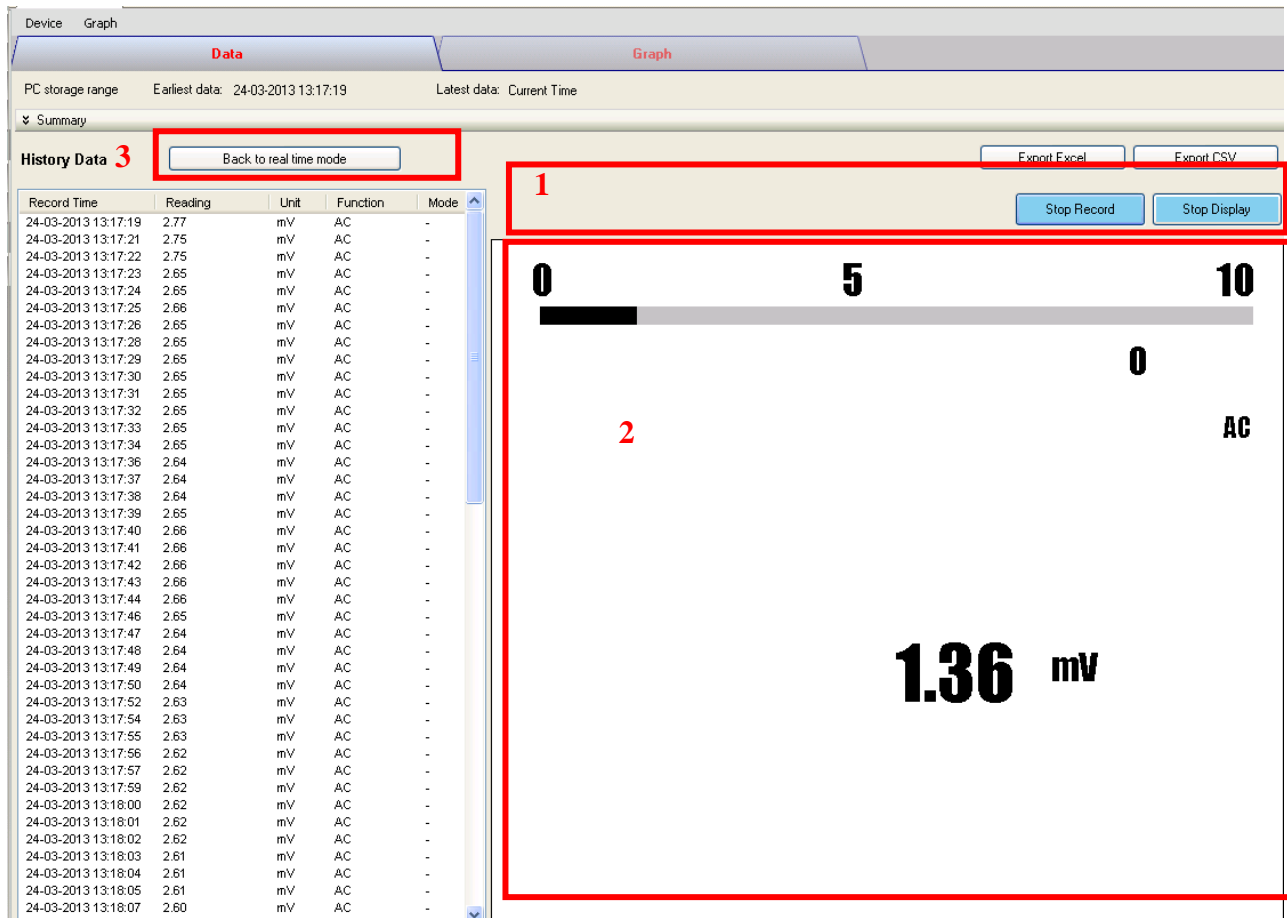 Device Graph
Data Graph
PC storage range Earliest data: 24-03-2013 13:17:19 Latest data: Current Time
Summary
History Data 3 Back to real time mode Export Excel Export CSV
1
Stop Record Stop Display
Record Time Reading Unit Function Mode
24-03-2013 13:17:19 2.77 mV AC -
24-03-2013 13:17:21 2.75 mV AC -
24-03-2013 13:17:22 2.75 mV AC -
24-03-2013 13:17:23 2.65 mV AC -
24-03-2013 13:17:24 2.65 mV AC -
24-03-2013 13:17:25 2.66 mV AC -
24-03-2013 13:17:26 2.65 mV AC -
24-03-2013 13:17:28 2.65 mV AC -
24-03-2013 13:17:29 2.65 mV AC -
24-03-2013 13:17:30 2.65 mV AC -
24-03-2013 13:17:31 2.65 mV AC -
24-03-2013 13:17:32 2.65 mV AC -
24-03-2013 13:17:33 2.65 mV AC -
24-03-2013 13:17:34 2.65 mV AC -
24-03-2013 13:17:36 2.64 mV AC -
24-03-2013 13:17:37 2.64 mV AC -
24-03-2013 13:17:38 2.64 mV AC -
24-03-2013 13:17:39 2.65 mV AC -
24-03-2013 13:17:40 2.66 mV AC -
24-03-2013 13:17:41 2.66 mV AC -
24-03-2013 13:17:42 2.66 mV AC -
24-03-2013 13:17:43 2.66 mV AC -
24-03-2013 13:17:44 2.66 mV AC -
24-03-2013 13:17:46 2.65 mV AC -
24-03-2013 13:17:47 2.64 mV AC -
24-03-2013 13:17:48 2.64 mV AC -
24-03-2013 13:17:49 2.64 mV AC -
24-03-2013 13:17:50 2.64 mV AC -
24-03-2013 13:17:52 2.63 mV AC -
24-03-2013 13:17:54 2.63 mV AC -
24-03-2013 13:17:55 2.63 mV AC -
24-03-2013 13:17:56 2.62 mV AC -
24-03-2013 13:17:57 2.62 mV AC -
24-03-2013 13:17:59 2.62 mV AC -
24-03-2013 13:18:00 2.62 mV AC -
24-03-2013 13:18:01 2.62 mV AC -
24-03-2013 13:18:02 2.62 mV AC -
24-03-2013 13:18:03 2.61 mV AC -
24-03-2013 13:18:04 2.61 mV AC -
24-03-2013 13:18:05 2.61 mV AC -
24-03-2013 13:18:07 2.60 mV AC -
0 5 10
0
AC
2
1.36 mV